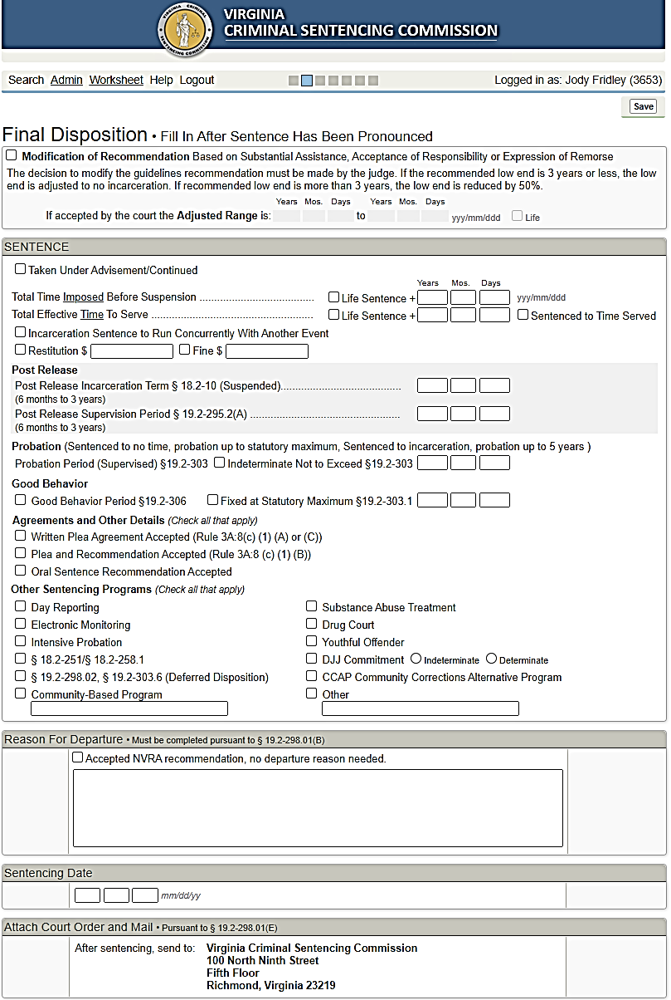 VIRGINIA
CRIMINAL SENTENCING COMMISSION
VIRGINIA CRIMINAL SENTENCING COMMISSION
Search Admin Worksheet Help Logout Logged in as: Jody Fridley (3653)
Save
Final Disposition • Fill In After Sentence Has Been Pronounced
Modification of Recommendation Based on Substantial Assistance, Acceptance of Responsibility or Expression of Remorse
The decision to modify the guidelines recommendation must be made by the judge. If the recommended low end is 3 years or less, the low
end is adjusted to no incarceration. If recommended low end is more than 3 years, the low end is reduced by 50%.
Years Mos. Days Years Mos. Days
If accepted by the court the Adjusted Range is: to yyy/mm/ddd Life
SENTENCE
Taken Under Advisement/Continued
Years Mos. Days
Total Time Imposed Before Suspension ........................................ Life Sentence + yyy/mm/ddd
Total Effective Time To Serve ......................................................... Life Sentence + Sentenced to Time Served
Incarceration Sentence to Run Concurrently With Another Event
Restitution $ Fine $
Post Release
Post Release Incarceration Term § 18.2-10 (Suspended)..........................................
(6 months to 3 years)
Post Release Supervision Period § 19.2-295.2(A) ....................................................
(6 months to 3 years)
Probation (Sentenced to no time, probation up to statutory maximum, Sentenced to incarceration, probation up to 5 years )
Probation Period (Supervised) §19.2-303 Indeterminate Not to Exceed §19.2-303
Good Behavior
Good Behavior Period §19.2-306 Fixed at Statutory Maximum §19.2-303.1
Agreements and Other Details (Check all that apply)
Written Plea Agreement Accepted (Rule 3A:8(c) (1) (A) or (C))
Plea and Recommendation Accepted (Rule 3A:8 (c) (1) (B))
Oral Sentence Recommendation Accepted
Other Sentencing Programs (Check all that apply)
Day Reporting Substance Abuse Treatment
Electronic Monitoring Drug Court
Intensive Probation Youthful Offender
§ 18.2-251/§ 18.2-258.1 DJJ Commitment Indeterminate Determinate
§ 19.2-298.02, § 19.2-303.6 (Deferred Disposition) CCAP Community Corrections Alternative Program
Community-Based Program Other
Reason For Departure • Must be completed pursuant to § 19.2-298.01(B)
Accepted NVRA recommendation, no departure reason needed.
Sentencing Date
mm/dd/yy
Attach Court Order and Mail • Pursuant to § 19.2-298.01(E)
After sentencing, send to: Virginia Criminal Sentencing Commission
100 North Ninth Street
Fifth Floor
Richmond, Virginia 23219